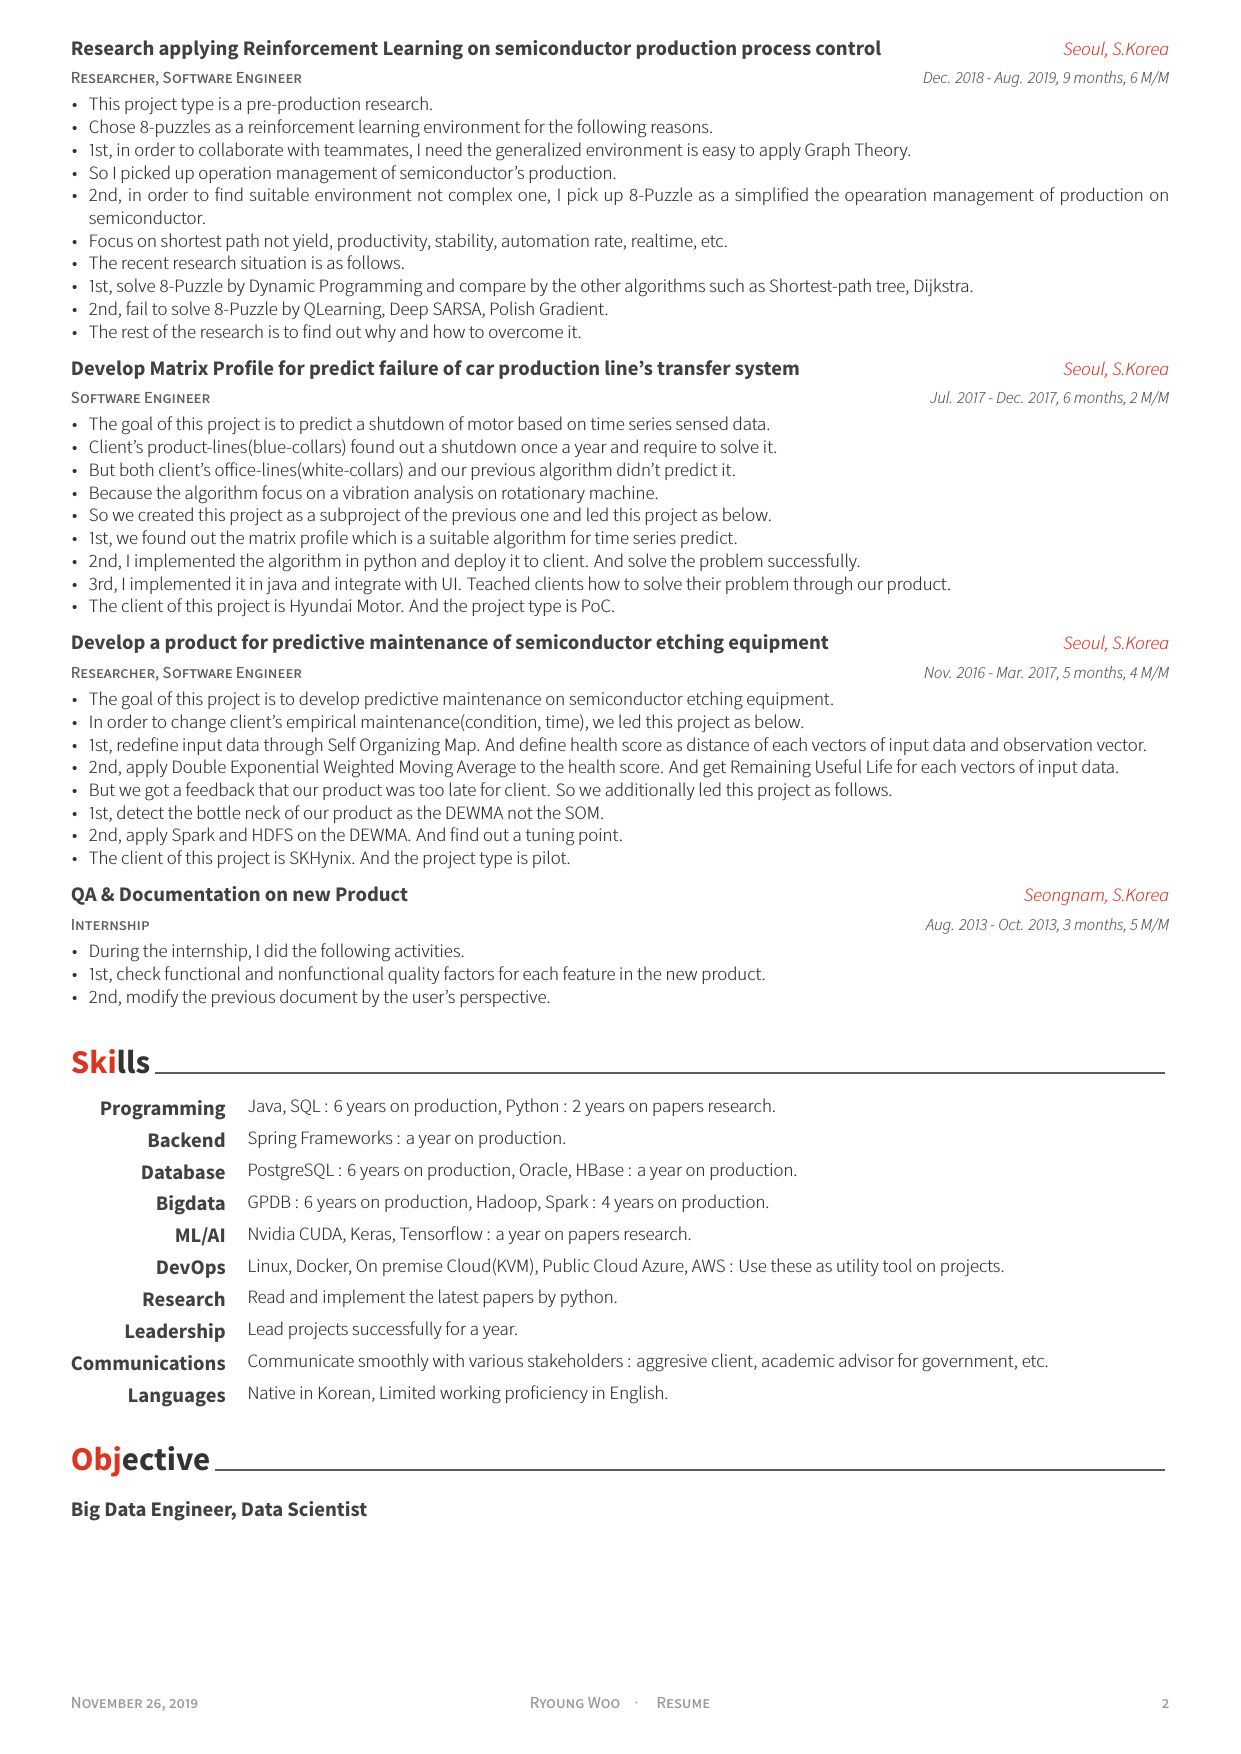 Research applying Reinforcement Learning on semiconductor production process control
Seoul, S.Korea
Researcher, Software Engineer
Dec. 2018 - Aug. 2019, 9 months, 6 M/M
• This project type is a pre-production research.
• Chose 8-puzzles as a reinforcement learning environment for the following reasons.
• 1st, in order to collaborate with teammates, I need the generalized environment is easy to apply Graph Theory.
• So I picked up operation management of semiconductor’s production.
• 2nd, in order to find suitable environment not complex one, I pick up 8-Puzzle as a simplified the opearation management of production on
semiconductor.
• Focus on shortest path not yield, productivity, stability, automation rate, realtime, etc.
• The recent research situation is as follows.
• 1st, solve 8-Puzzle by Dynamic Programming and compare by the other algorithms such as Shortest-path tree, Dijkstra.
• 2nd, fail to solve 8-Puzzle by QLearning, Deep SARSA, Polish Gradient.
• The rest of the research is to find out why and how to overcome it.
Develop Matrix Profile for predict failure of car production line’s transfer system
Seoul, S.Korea
Software Engineer
Jul. 2017 - Dec. 2017, 6 months, 2 M/M
• The goal of this project is to predict a shutdown of motor based on time series sensed data.
• Client’s product-lines(blue-collars) found out a shutdown once a year and require to solve it.
• But both client’s office-lines(white-collars) and our previous algorithm didn’t predict it.
• Because the algorithm focus on a vibration analysis on rotationary machine.
• So we created this project as a subproject of the previous one and led this project as below.
• 1st, we found out the matrix profile which is a suitable algorithm for time series predict.
• 2nd, I implemented the algorithm in python and deploy it to client. And solve the problem successfully.
• 3rd, I implemented it in java and integrate with UI. Teached clients how to solve their problem through our product.
• The client of this project is Hyundai Motor. And the project type is PoC.
Develop a product for predictive maintenance of semiconductor etching equipment
Seoul, S.Korea
Researcher, Software Engineer
Nov. 2016 - Mar. 2017, 5 months, 4 M/M
• The goal of this project is to develop predictive maintenance on semiconductor etching equipment.
• In order to change client’s empirical maintenance(condition, time), we led this project as below.
• 1st, redefine input data through Self Organizing Map. And define health score as distance of each vectors of input data and observation vector.
• 2nd, apply Double Exponential Weighted Moving Average to the health score. And get Remaining Useful Life for each vectors of input data.
• But we got a feedback that our product was too late for client. So we additionally led this project as follows.
• 1st, detect the bottle neck of our product as the DEWMA not the SOM.
• 2nd, apply Spark and HDFS on the DEWMA. And find out a tuning point.
• The client of this project is SKHynix. And the project type is pilot.
QA & Documentation on new Product
Seongnam, S.Korea
Internship
Aug. 2013 - Oct. 2013, 3 months, 5 M/M
• During the internship, I did the following activities.
• 1st, check functional and nonfunctional quality factors for each feature in the new product.
• 2nd, modify the previous document by the user’s perspective.
Skills
Programming Java, SQL : 6 years on production, Python : 2 years on papers research.
Backend Spring Frameworks : a year on production.
Database PostgreSQL : 6 years on production, Oracle, HBase : a year on production.
Bigdata GPDB : 6 years on production, Hadoop, Spark : 4 years on production.
ML/AI Nvidia CUDA, Keras, Tensorflow : a year on papers research.
DevOps Linux, Docker, On premise Cloud(KVM), Public Cloud Azure, AWS : Use these as utility tool on projects.
Research Read and implement the latest papers by python.
Leadership Lead projects successfully for a year.
Communications Communicate smoothly with various stakeholders : aggresive client, academic advisor for government, etc.
Languages Native in Korean, Limited working proficiency in English.
Objective
Big Data Engineer, Data Scientist
November 26, 2019 Ryoung Woo · Resume 2